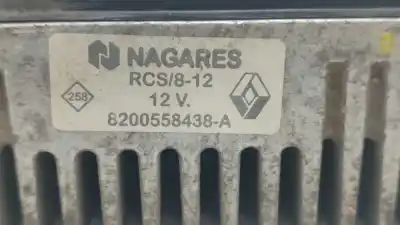 NAGARES
RCS/8-12
258
12 V.
8200558438-A